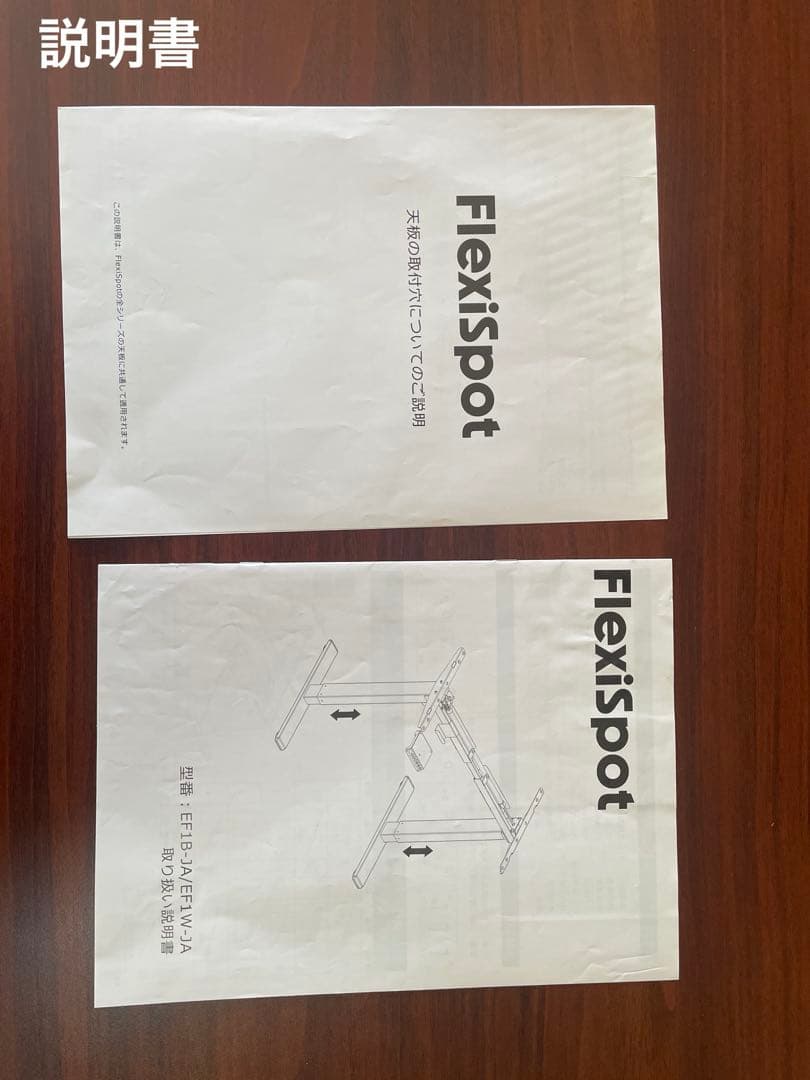 説明書
FlexiSpot
天板の取付穴についてのご説明
この説明書は、FlexiSpotの全シリーズの天板に共通して適用されます。
FlexiSpot
型番：EF1B-JA/EF1W-JA
取り扱い説明書